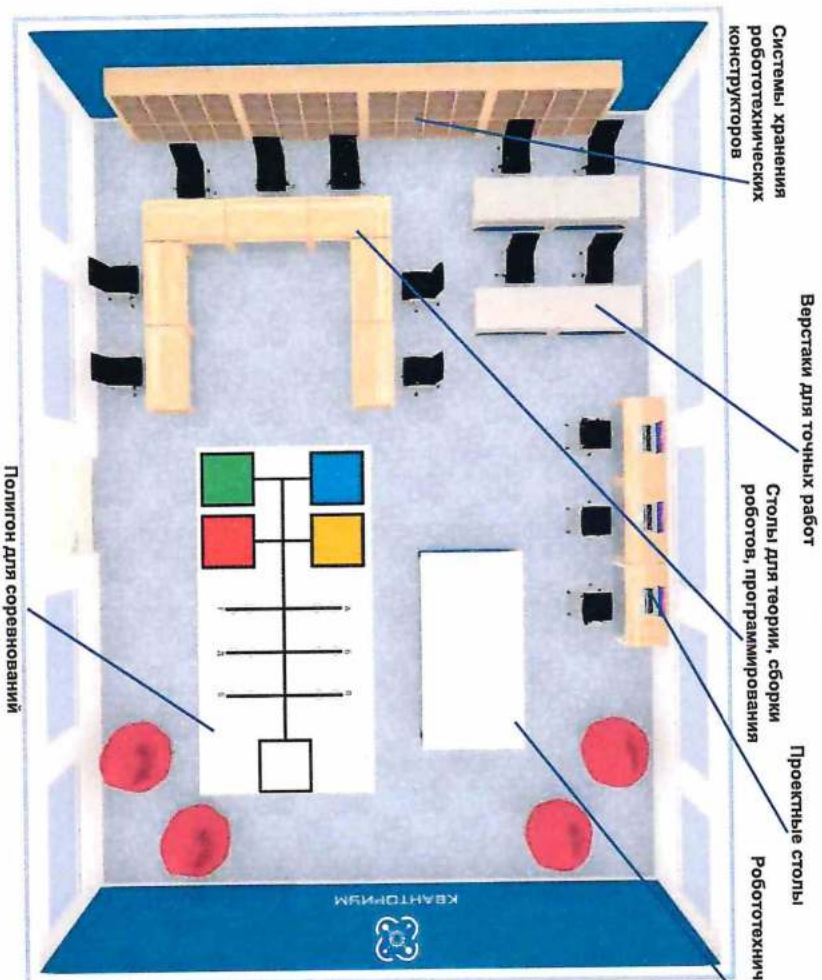 Системы хранения
робототехнических
конструкторов
Верстаки для точных работ
Столы для теории, сборки
роботов, программирования
Проектные столы
Полигон для соревнований
КВАНТОРИУМ